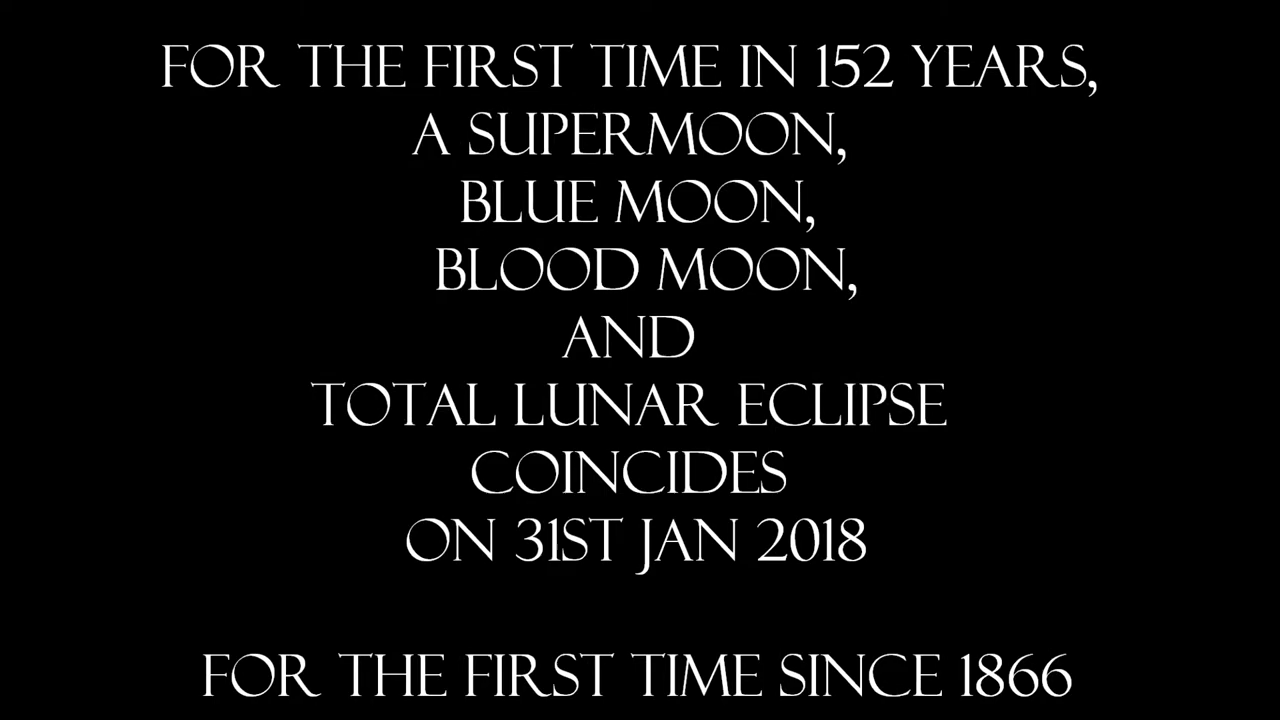 FOR THE FIRST TIME IN 152 YEARS,
A SUPERMOON,
BLUE MOON,
BLOOD MOON,
AND
TOTAL LUNAR ECLIPSE
COINCIDES
ON 31ST JAN 2018
FOR THE FIRST TIME SINCE 1866